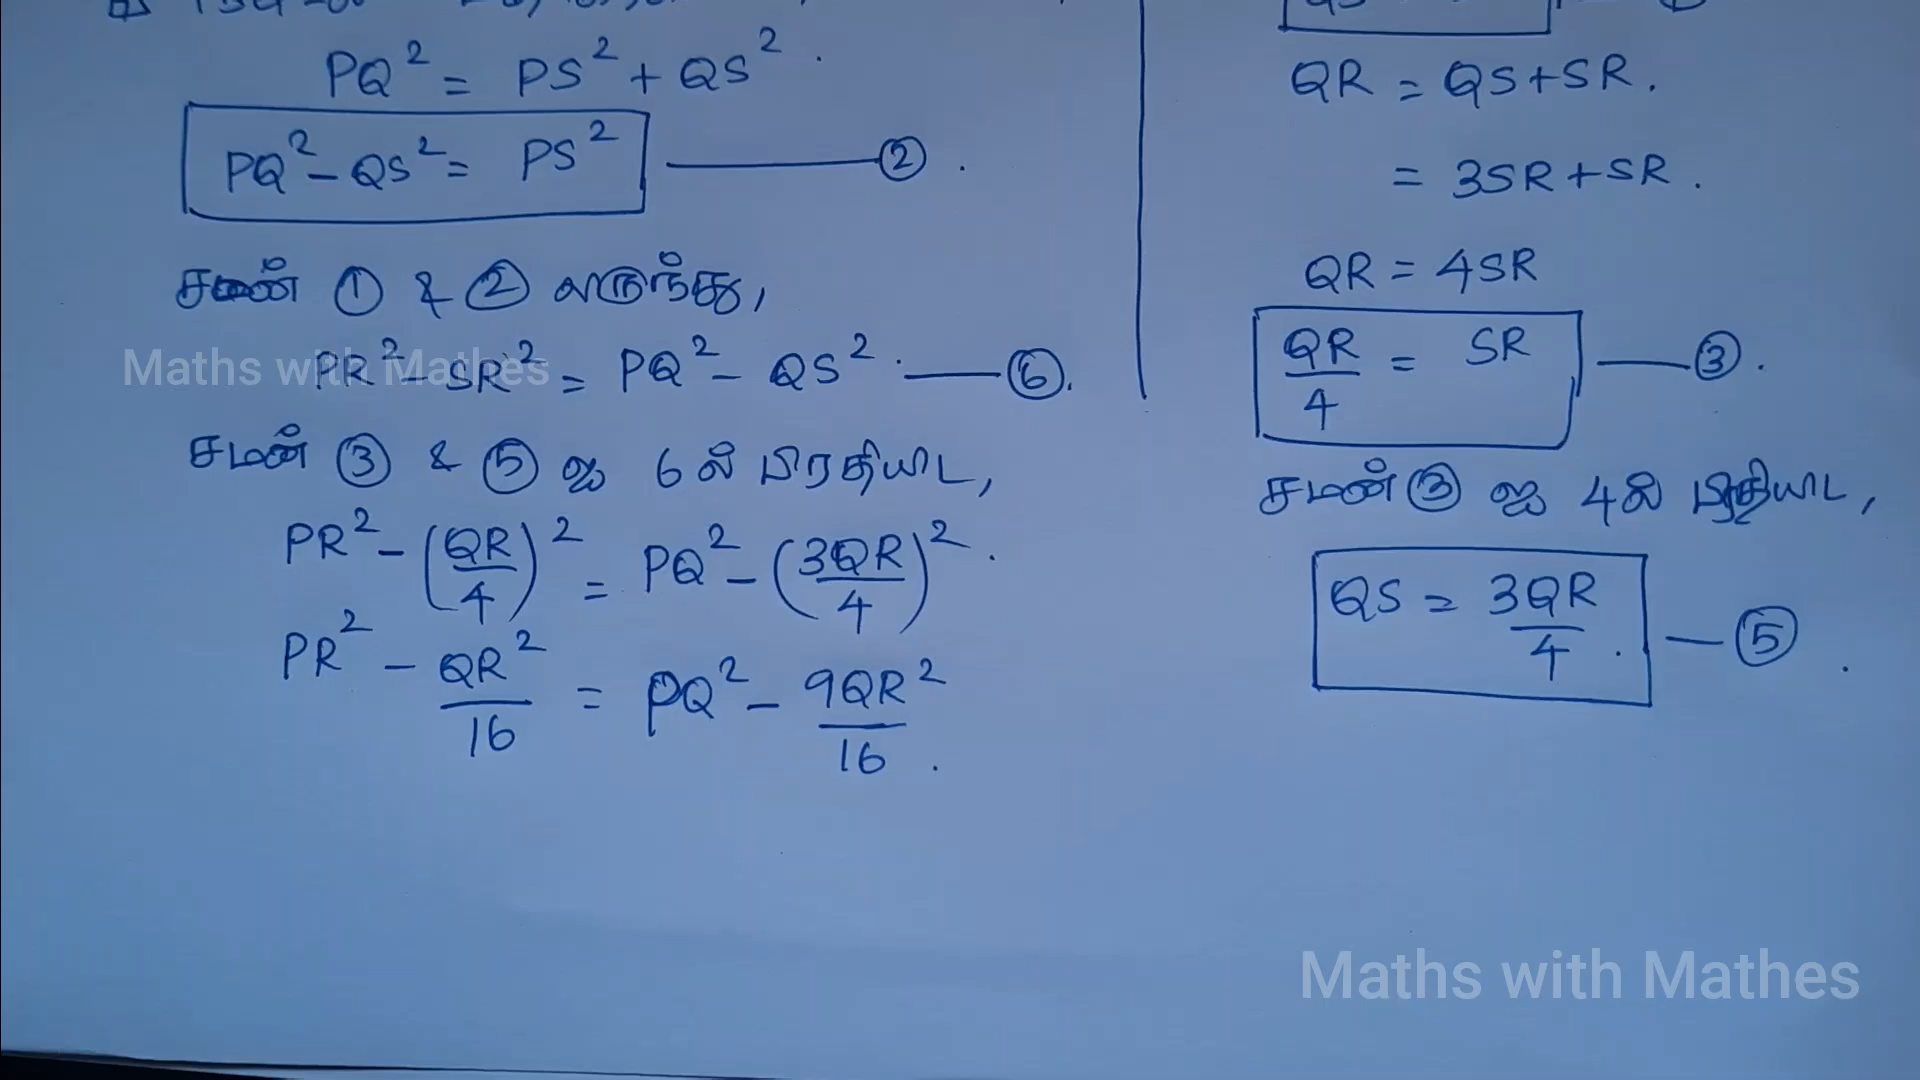 PQ² = PS² + QS².
PQ² - QS² = PS² —— ②.
சமன் ① & ② லிருந்து,
PR² - SR² = PQ² - QS². —— ⑥.
சமன் ③ & ⑤ ஐ 6ல் பிரதியிட,
PR² - (QR/4)² = PQ² - (3QR/4)².
PR² - QR²/16 = PQ² - 9QR²/16.
QR = QS + SR.
= 3SR + SR.
QR = 4SR
QR/4 = SR —— ③.
சமன் ③ ஐ 4ல் பிரதியிட,
QS = 3QR/4. — ⑤.
Maths with Mathes
Maths with Mathes